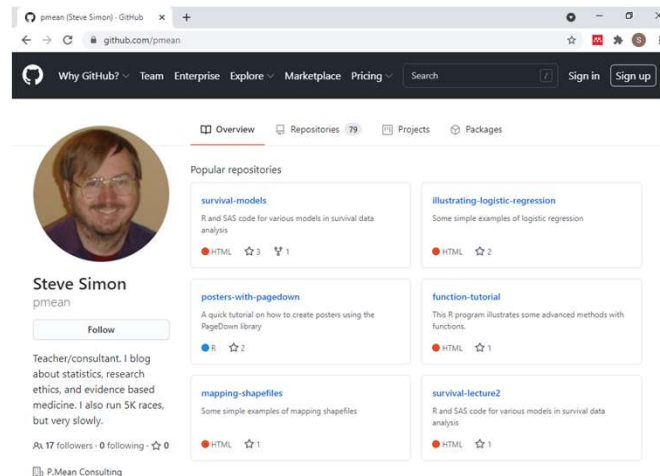 pmean (Steve Simon) · GitHub
github.com/pmean
S
Why GitHub? Team Enterprise Explore Marketplace Pricing Search / Sign in Sign up
Overview Repositories 79 Projects Packages
Popular repositories
survival-models
R and SAS code for various models in survival data
analysis
HTML 3 1
illustrating-logistic-regression
Some simple examples of logistic regression
HTML 2
Steve Simon
pmean
Follow
Teacher/consultant. I blog
about statistics, research
ethics, and evidence based
medicine. I also run 5K races,
but very slowly.
17 followers · 0 following · 0
P.Mean Consulting
posters-with-pagedown
A quick tutorial on how to create posters using the
PageDown library
R 2
function-tutorial
This R program illustrates some advanced methods with
functions.
HTML 1
mapping-shapefiles
Some simple examples of mapping shapefiles
HTML 1
survival-lecture2
R and SAS code for various models in survival data
analysis
HTML 1